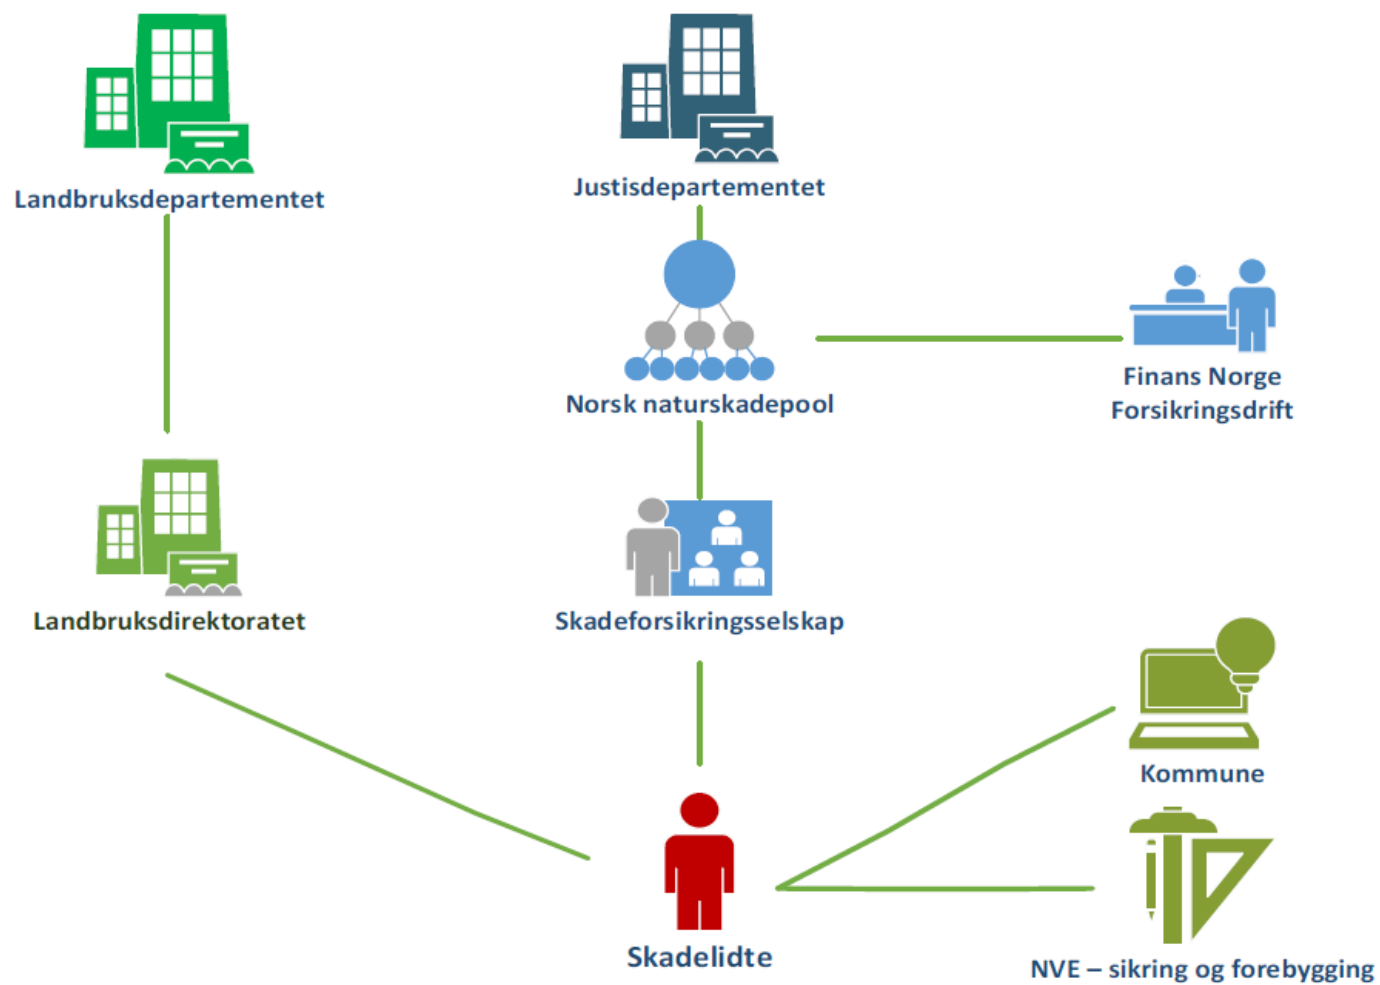 Landbruksdepartementet
Justisdepartementet
Norsk naturskadepool
Finans Norge
Forsikringsdrift
Landbruksdirektoratet
Skadeforsikringsselskap
Kommune
Skadelidte
NVE – sikring og forebygging